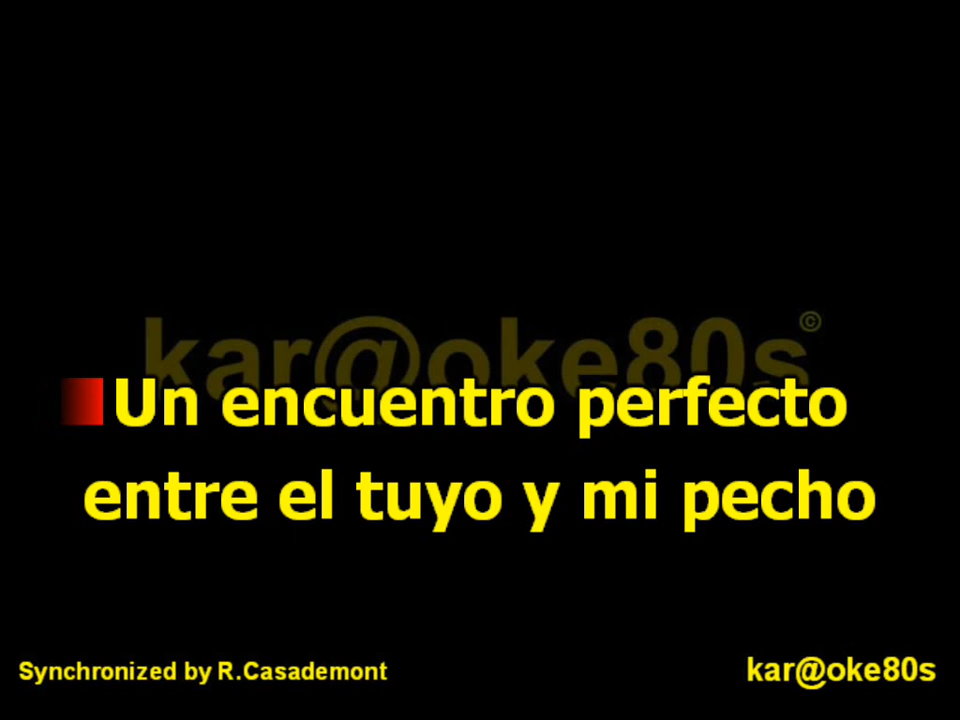 kar@oke80s©
Un encuentro perfecto
entre el tuyo y mi pecho
Synchronized by R.Casademont
kar@oke80s